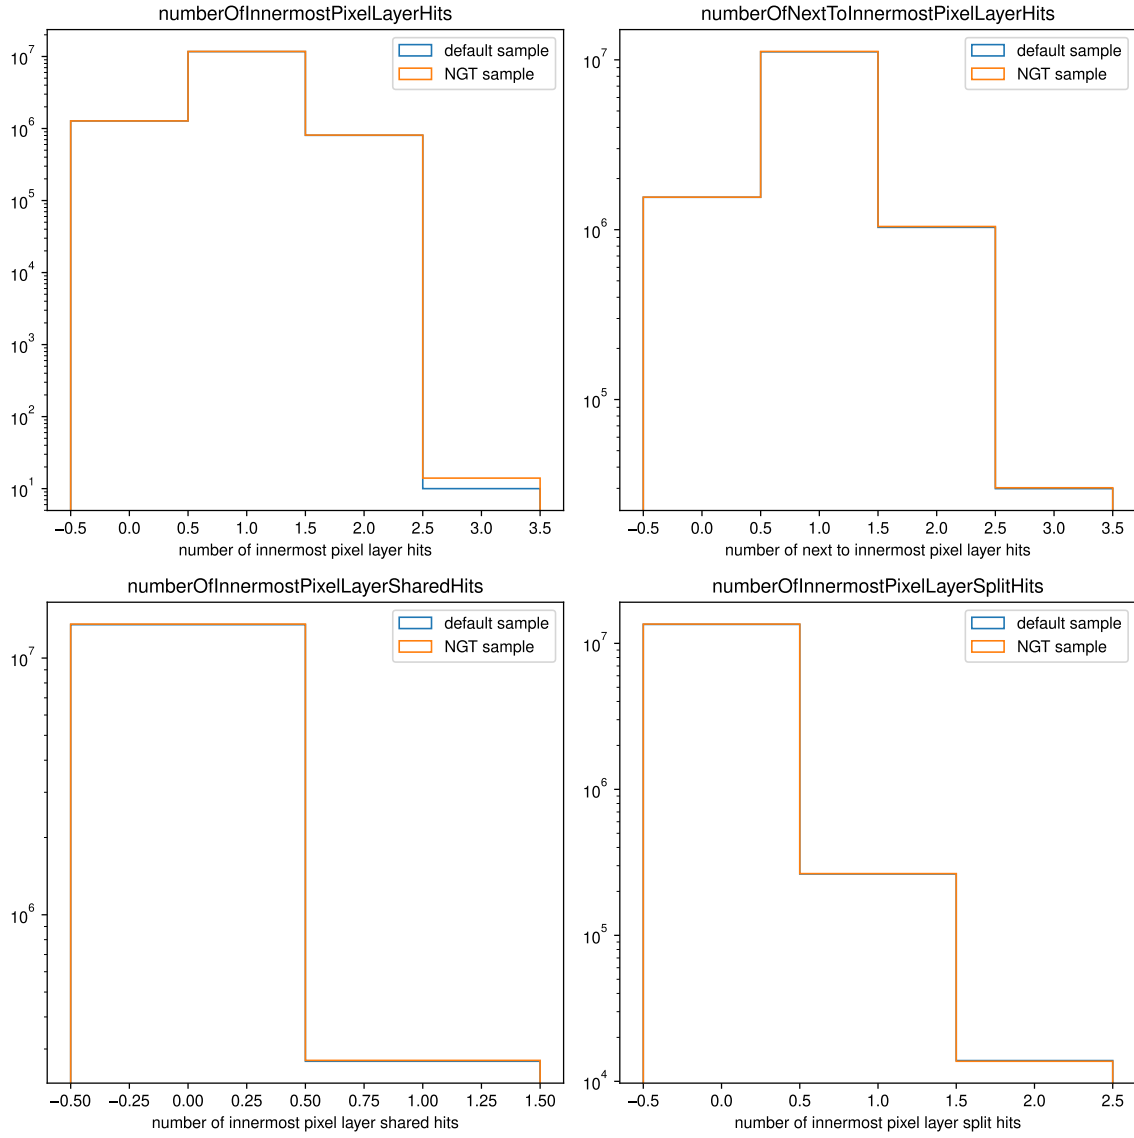 numberOfInnermostPixelLayerHits
10^7
10^6
10^5
10^4
10^3
10^2
10^1
default sample
NGT sample
−0.5 0.0 0.5 1.0 1.5 2.0 2.5 3.0 3.5
number of innermost pixel layer hits
numberOfNextToInnermostPixelLayerHits
10^7
10^6
10^5
default sample
NGT sample
−0.5 0.0 0.5 1.0 1.5 2.0 2.5 3.0 3.5
number of next to innermost pixel layer hits
numberOfInnermostPixelLayerSharedHits
10^7
10^6
default sample
NGT sample
−0.50 −0.25 0.00 0.25 0.50 0.75 1.00 1.25 1.50
number of innermost pixel layer shared hits
numberOfInnermostPixelLayerSplitHits
10^7
10^6
10^5
10^4
default sample
NGT sample
−0.5 0.0 0.5 1.0 1.5 2.0 2.5
number of innermost pixel layer split hits